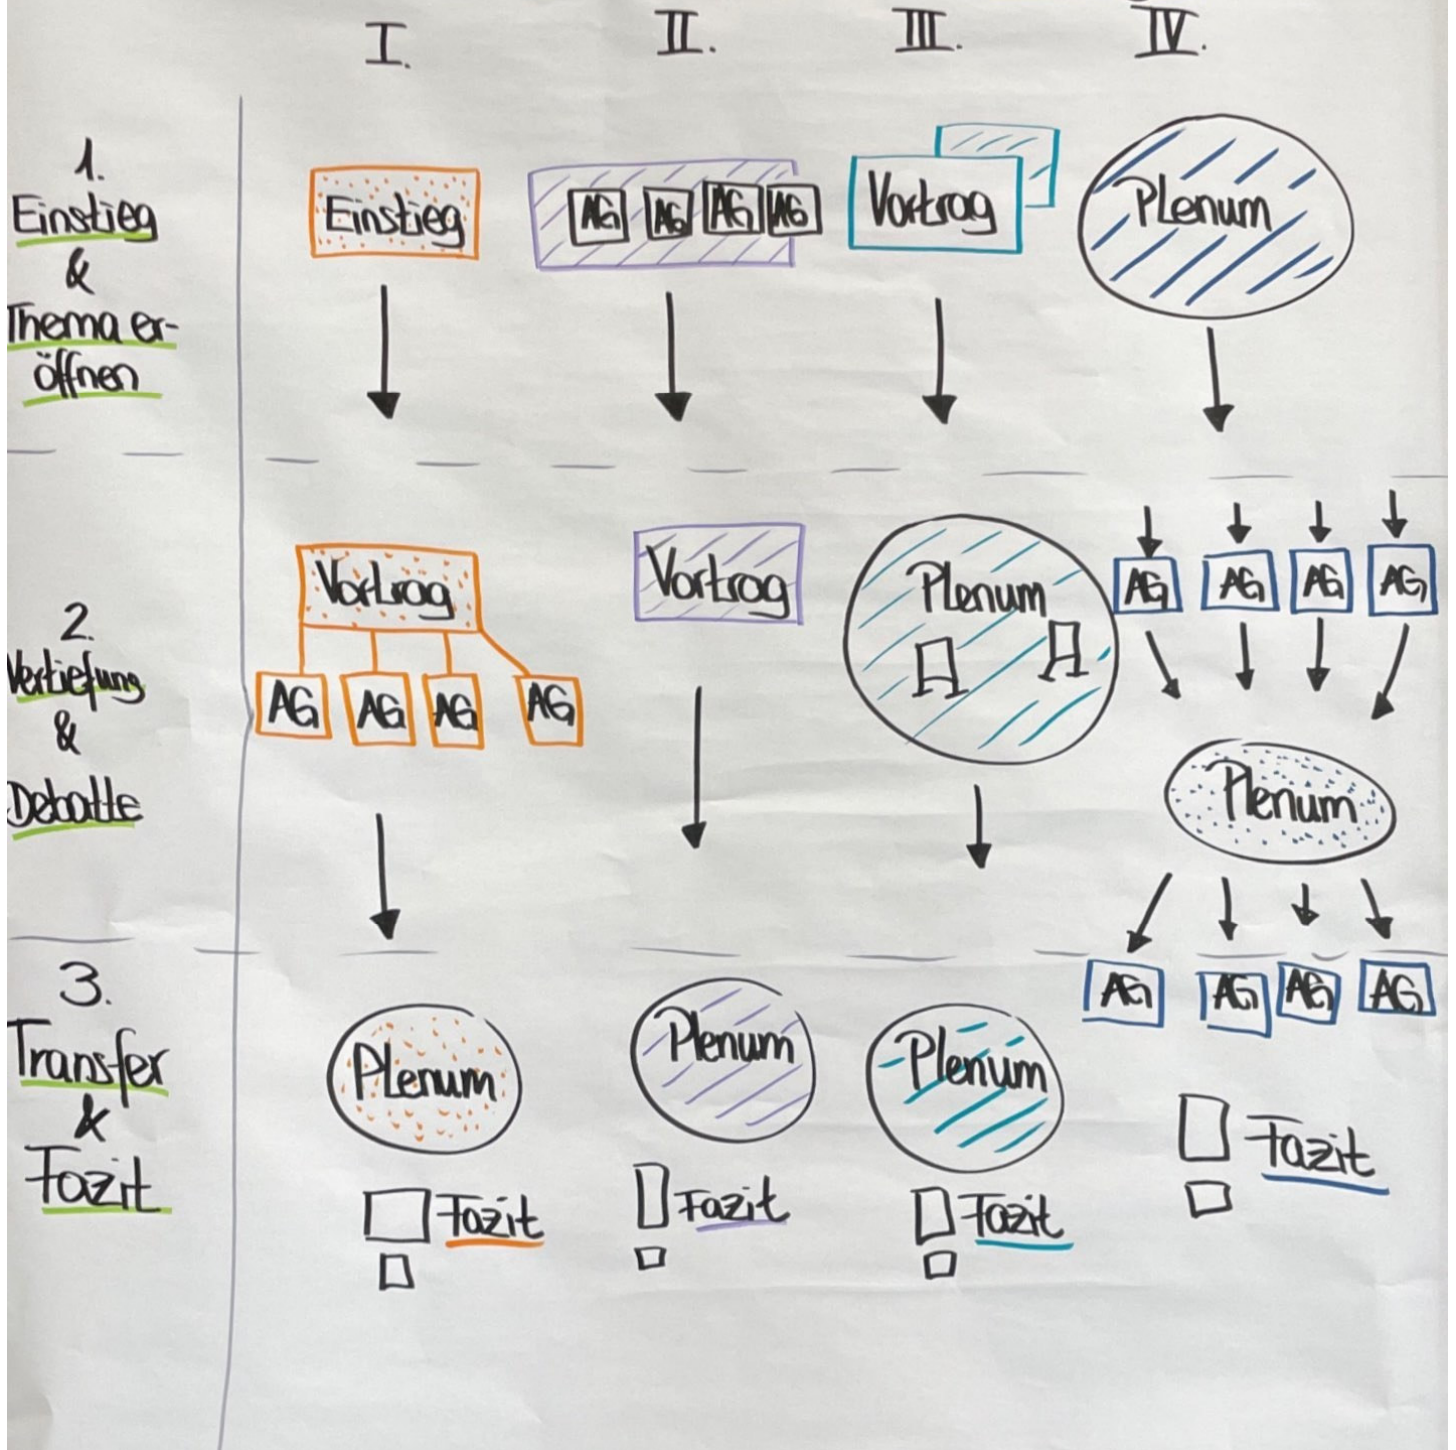 I. II. III. IV.
1.
Einstieg
&
Thema er-
öffnen
Einstieg
AG AG AG AG
Vortrag
Plenum
2.
Vertiefung
&
Debatte
Vortrag
AG AG AG AG
Vortrag
Plenum
AG AG AG AG
Plenum
3.
Transfer
&
Fazit
Plenum
Fazit
Plenum
Fazit
Plenum
Fazit
AG AG AG AG
Fazit